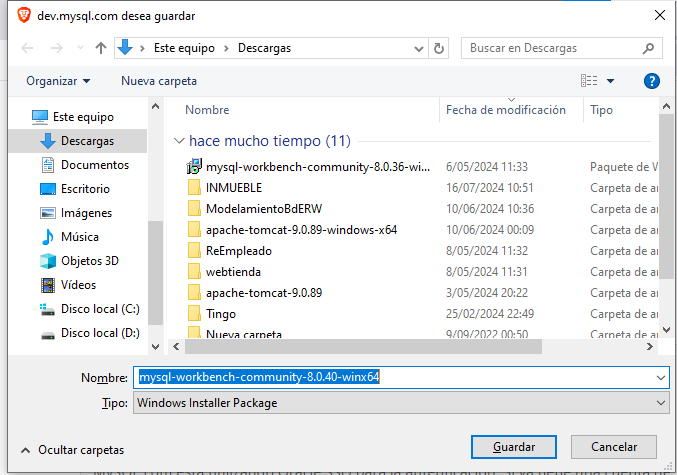 dev.mysql.com desea guardar
Este equipo > Descargas
Buscar en Descargas
Organizar
Nueva carpeta
Este equipo
Descargas
Documentos
Escritorio
Imágenes
Música
Objetos 3D
Vídeos
Disco local (C:)
Disco local (D:)
Nombre Fecha de modificación Tipo
hace mucho tiempo (11)
mysql-workbench-community-8.0.36-wi... 6/05/2024 11:33 Paquete de W
INMUEBLE 16/07/2024 10:51 Carpeta de ar
ModelamientoBdERW 10/06/2024 10:36 Carpeta de ar
apache-tomcat-9.0.89-windows-x64 10/06/2024 00:09 Carpeta de ar
ReEmpleado 8/05/2024 11:32 Carpeta de ar
webtienda 8/05/2024 11:31 Carpeta de ar
apache-tomcat-9.0.89 3/05/2024 20:22 Carpeta de ar
Tingo 25/02/2024 22:49 Carpeta de ar
Nueva carpeta 9/09/2022 00:50 Carpeta de ar
Nombre: mysql-workbench-community-8.0.40-winx64
Tipo: Windows Installer Package
Ocultar carpetas
Guardar
Cancelar